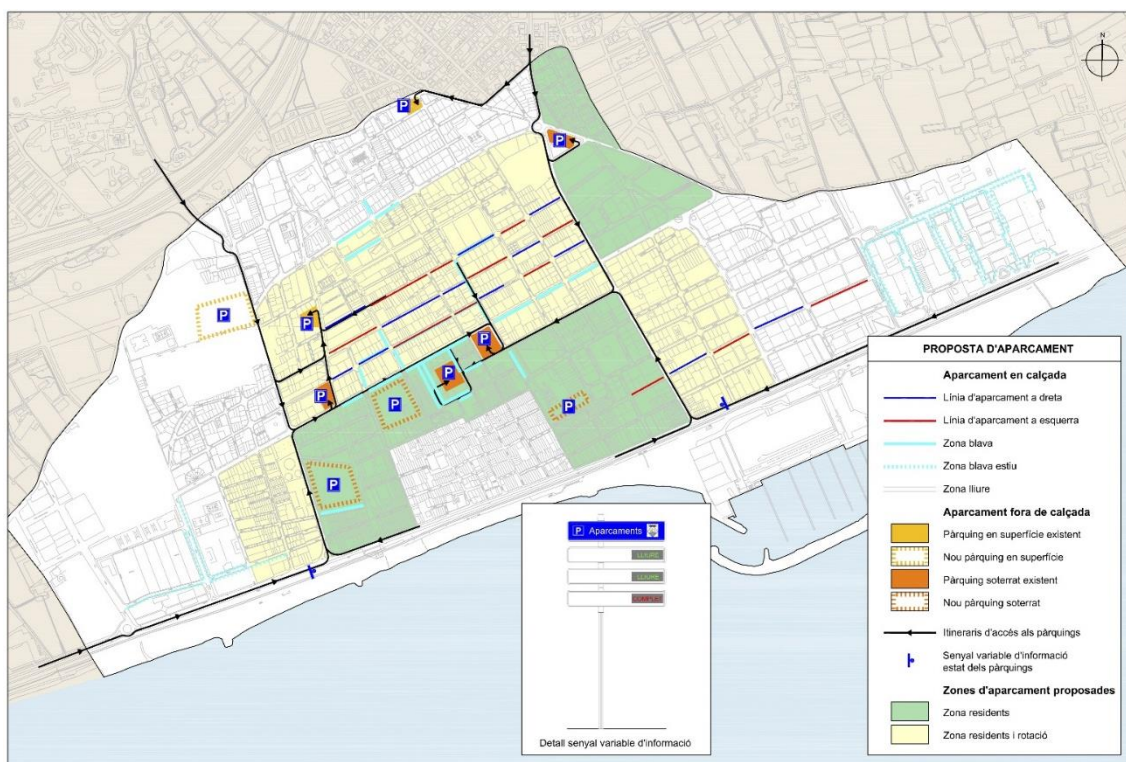 N
P
P
P
P
P
P
P
P
P
P
PROPOSTA D'APARCAMENT
Aparcament en calçada
Línia d'aparcament a dreta
Línia d'aparcament a esquerra
Zona blava
Zona blava estiu
Zona lliure
Aparcament fora de calçada
Pàrquing en superfície existent
Nou pàrquing en superfície
Pàrquing soterrat existent
Nou pàrquing soterrat
Itineraris d'accés als pàrquings
Senyal variable d'informació
estat dels pàrquings
Zones d'aparcament proposades
Zona residents
Zona residents i rotació
P Aparcaments
LLIURE
LLIURE
COMPLET
Detall senyal variable d'informació